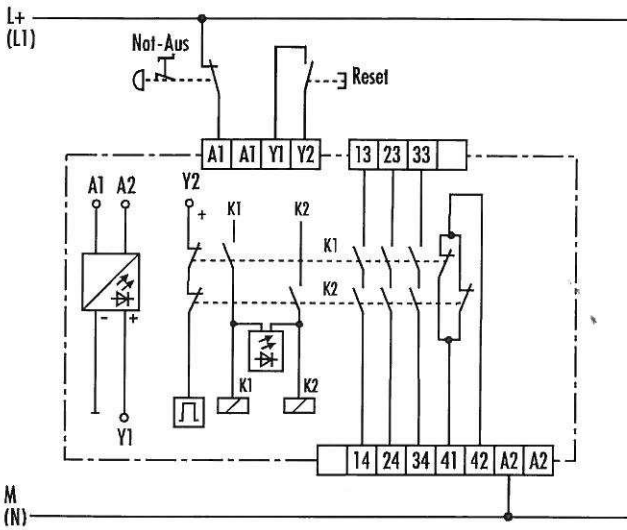 L+
(L1)
Not-Aus
Reset
A1 A1 Y1 Y2
13 23 33
A1 A2 Y2
+ K1 K2
K1
K2
- +
K1 K2
Y1
14 24 34 41 42 A2 A2
M
(N)